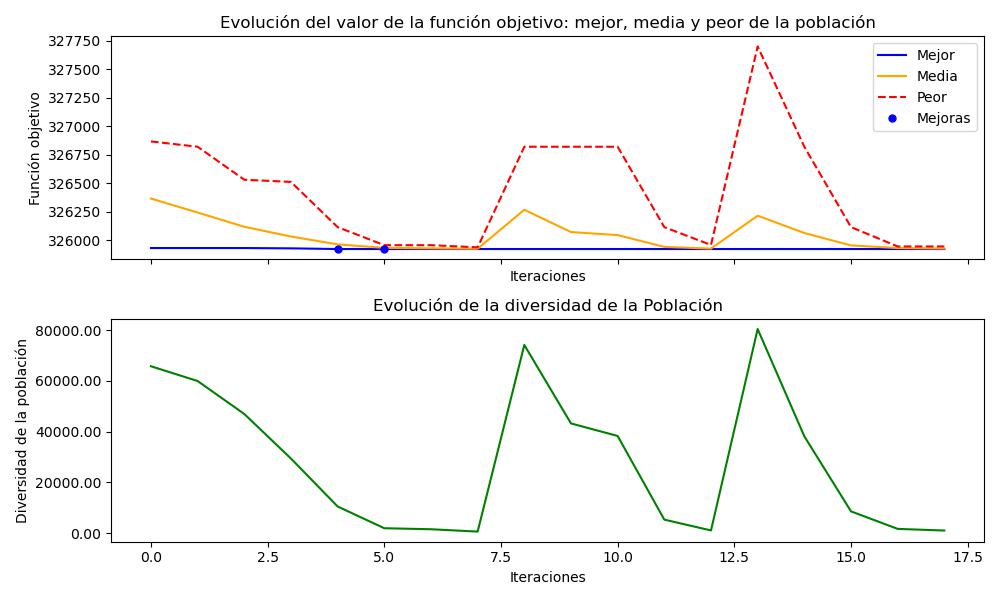 Evolución del valor de la función objetivo: mejor, media y peor de la población
327750
327500
327250
327000
326750
326500
326250
326000
Función objetivo
Mejor
Media
Peor
Mejoras
Iteraciones
Evolución de la diversidad de la Población
80000.00
60000.00
40000.00
20000.00
0.00
Diversidad de la población
0.0 2.5 5.0 7.5 10.0 12.5 15.0 17.5
Iteraciones